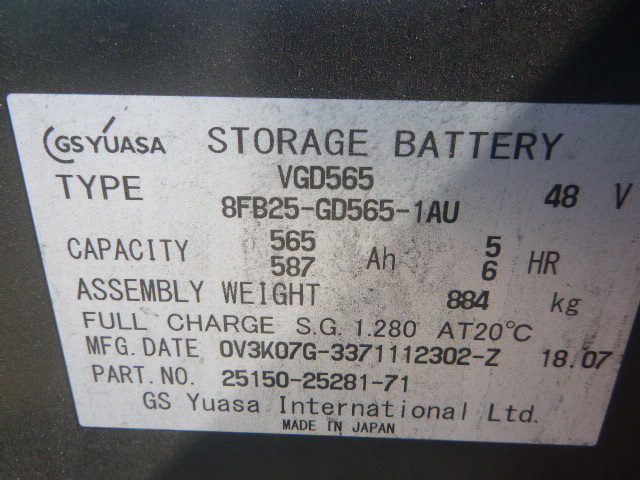 GS YUASA STORAGE BATTERY
TYPE VGD565 48 V
8FB25-GD565-1AU
CAPACITY 565 Ah 5 HR
587 6
ASSEMBLY WEIGHT 884 kg
FULL CHARGE S.G. 1.280 AT20°C
MFG.DATE 0V3K07G-3371112302-Z 18.07
PART.NO. 25150-25281-71
GS Yuasa International Ltd.
MADE IN JAPAN